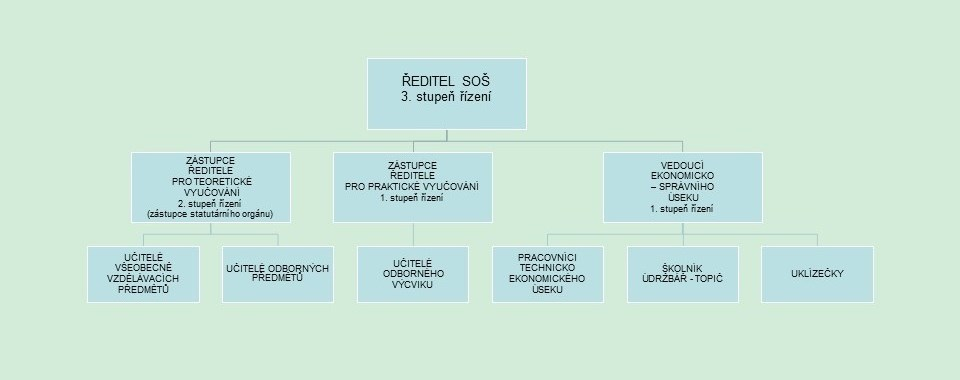 ŘEDITEL SOŠ
3. stupeň řízení
ZÁSTUPCE
ŘEDITELE
PRO TEORETICKÉ
VYUČOVÁNÍ
2. stupeň řízení
(zástupce statutárního orgánu)
ZÁSTUPCE
ŘEDITELE
PRO PRAKTICKÉ VYUČOVÁNÍ
1. stupeň řízení
VEDOUCÍ
EKONOMICKO
– SPRÁVNÍHO
ÚSEKU
1. stupeň řízení
UČITELÉ
VŠEOBECNĚ
VZDĚLÁVACÍCH
PŘEDMĚTŮ
UČITELÉ ODBORNÝCH
PŘEDMĚTŮ
UČITELÉ
ODBORNÉHO
VÝCVIKU
PRACOVNÍCI
TECHNICKO
EKONOMICKÉHO
ÚSEKU
ŠKOLNÍK
ÚDRŽBÁŘ - TOPIČ
UKLÍZEČKY